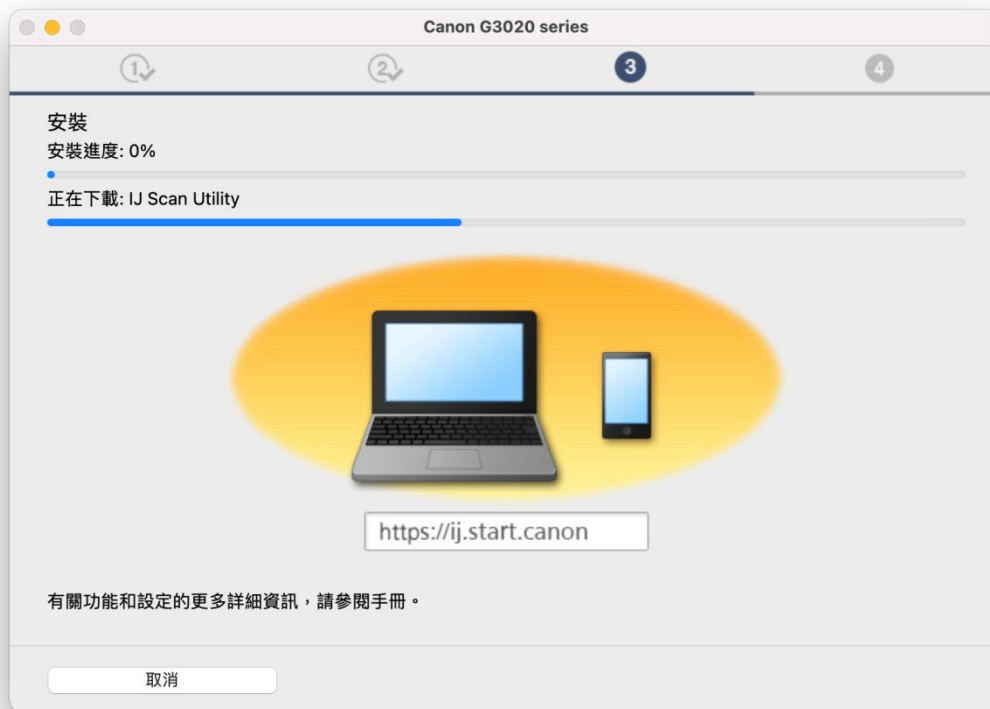 Canon G3020 series
1
2
3
4
安裝
安裝進度: 0%
正在下載: IJ Scan Utility
https://ij.start.canon
有關功能和設定的更多詳細資訊，請參閱手冊。
取消